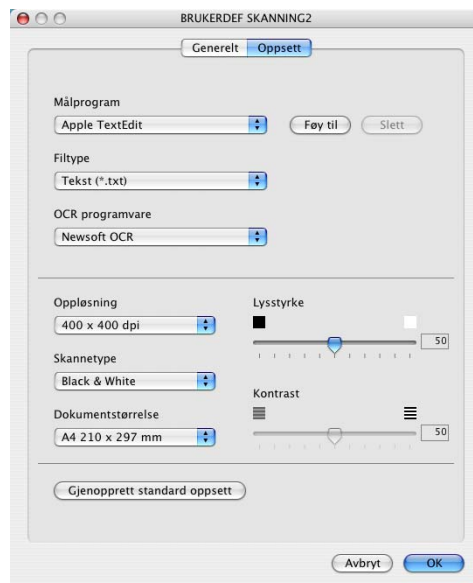 BRUKERDEF SKANNING2
Generelt Oppsett
Målprogram
Apple TextEdit Føy til Slett
Filtype
Tekst (*.txt)
OCR programvare
Newsoft OCR
Oppløsning Lysstyrke
400 x 400 dpi 50
Skannetype
Black & White
Kontrast
Dokumentstørrelse
A4 210 x 297 mm 50
Gjenopprett standard oppsett
Avbryt OK